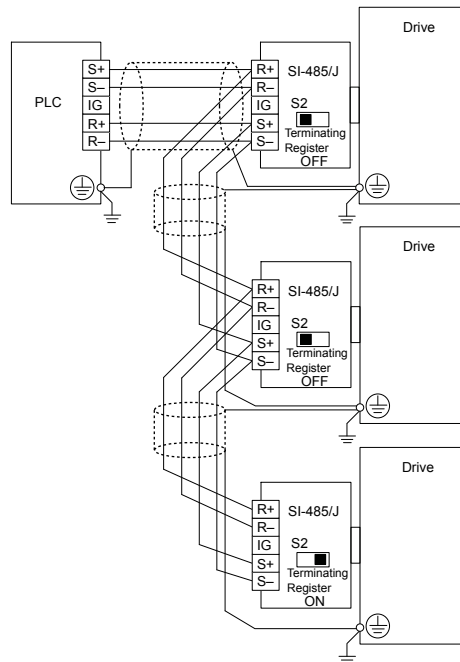 Drive
PLC
S+
S–
IG
R+
R–
R+
R–
IG
S+
S–
SI-485/J
S2
Terminating
Register
OFF
Drive
R+
R–
IG
S+
S–
SI-485/J
S2
Terminating
Register
OFF
Drive
R+
R–
IG
S+
S–
SI-485/J
S2
Terminating
Register
ON